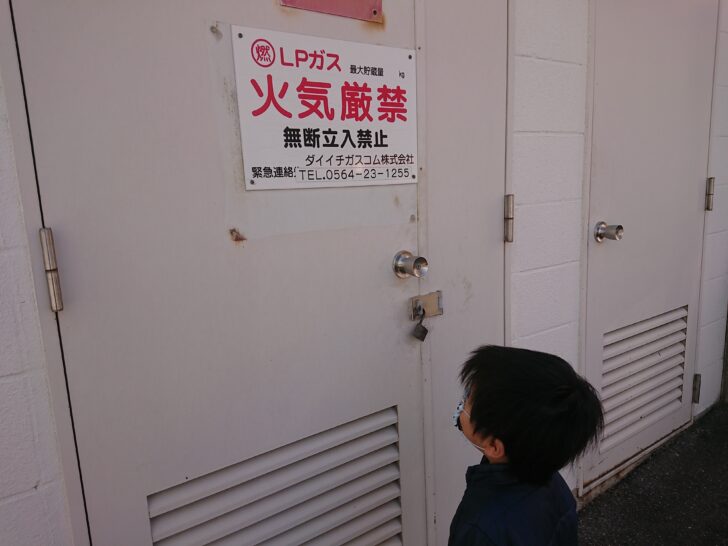 燃 LPガス 最大貯蔵量 kg
火気厳禁
無断立入禁止
ダイイチガスコム株式会社
緊急連絡 TEL.0564-23-1255